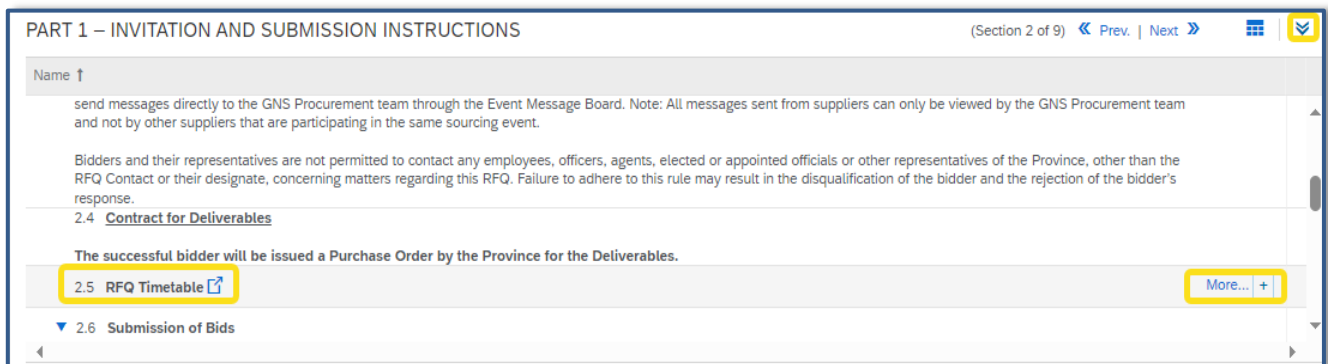 PART 1 – INVITATION AND SUBMISSION INSTRUCTIONS
(Section 2 of 9) « Prev. | Next »
Name ↑
send messages directly to the GNS Procurement team through the Event Message Board. Note: All messages sent from suppliers can only be viewed by the GNS Procurement team
and not by other suppliers that are participating in the same sourcing event.
Bidders and their representatives are not permitted to contact any employees, officers, agents, elected or appointed officials or other representatives of the Province, other than the
RFQ Contact or their designate, concerning matters regarding this RFQ. Failure to adhere to this rule may result in the disqualification of the bidder and the rejection of the bidder's
response.
2.4 Contract for Deliverables
The successful bidder will be issued a Purchase Order by the Province for the Deliverables.
2.5 RFQ Timetable
More... +
2.6 Submission of Bids